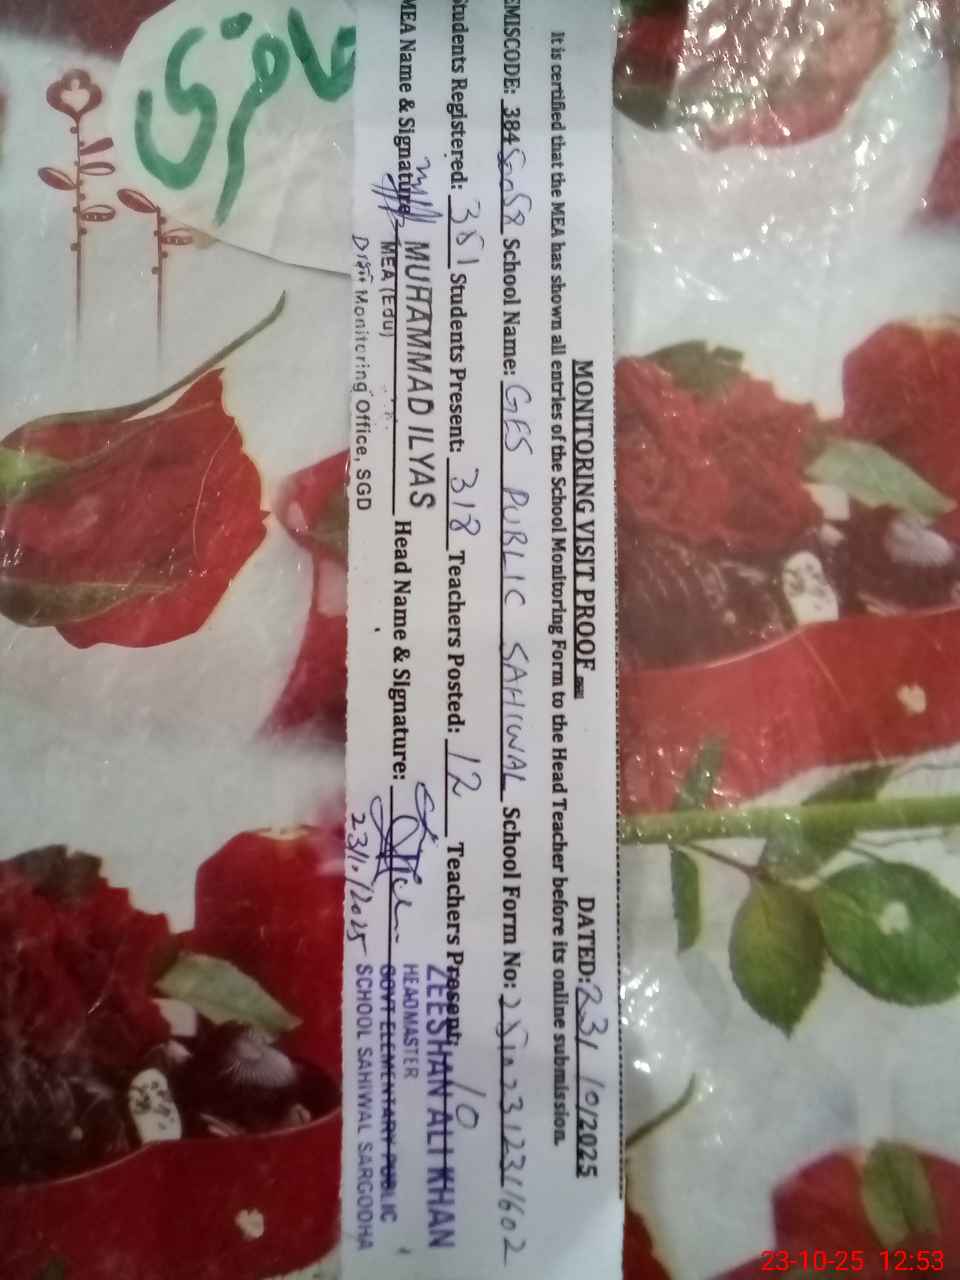 MONITORING VISIT PROOF DATED: 23/10/2025
It is certified that the MEA has shown all entries of the School Monitoring Form to the Head Teacher before its online submission.
EMISCODE: 384 School Name: GES PUBLIC SAHIWAL School Form No:
Students Registered: 381 Students Present: 318 Teachers Posted: 12 Teachers Present: 10
MEA Name & Signature MUHAMMAD ILYAS Head Name & Signature: ZEESHAN ALI KHAN
MEA (Edu) HEADMASTER
Distt Monitoring Office, SGD 23/10/2025 GOVT ELEMENTARY PUBLIC
SCHOOL SAHIWAL SARGODHA
23-10-25 12:53